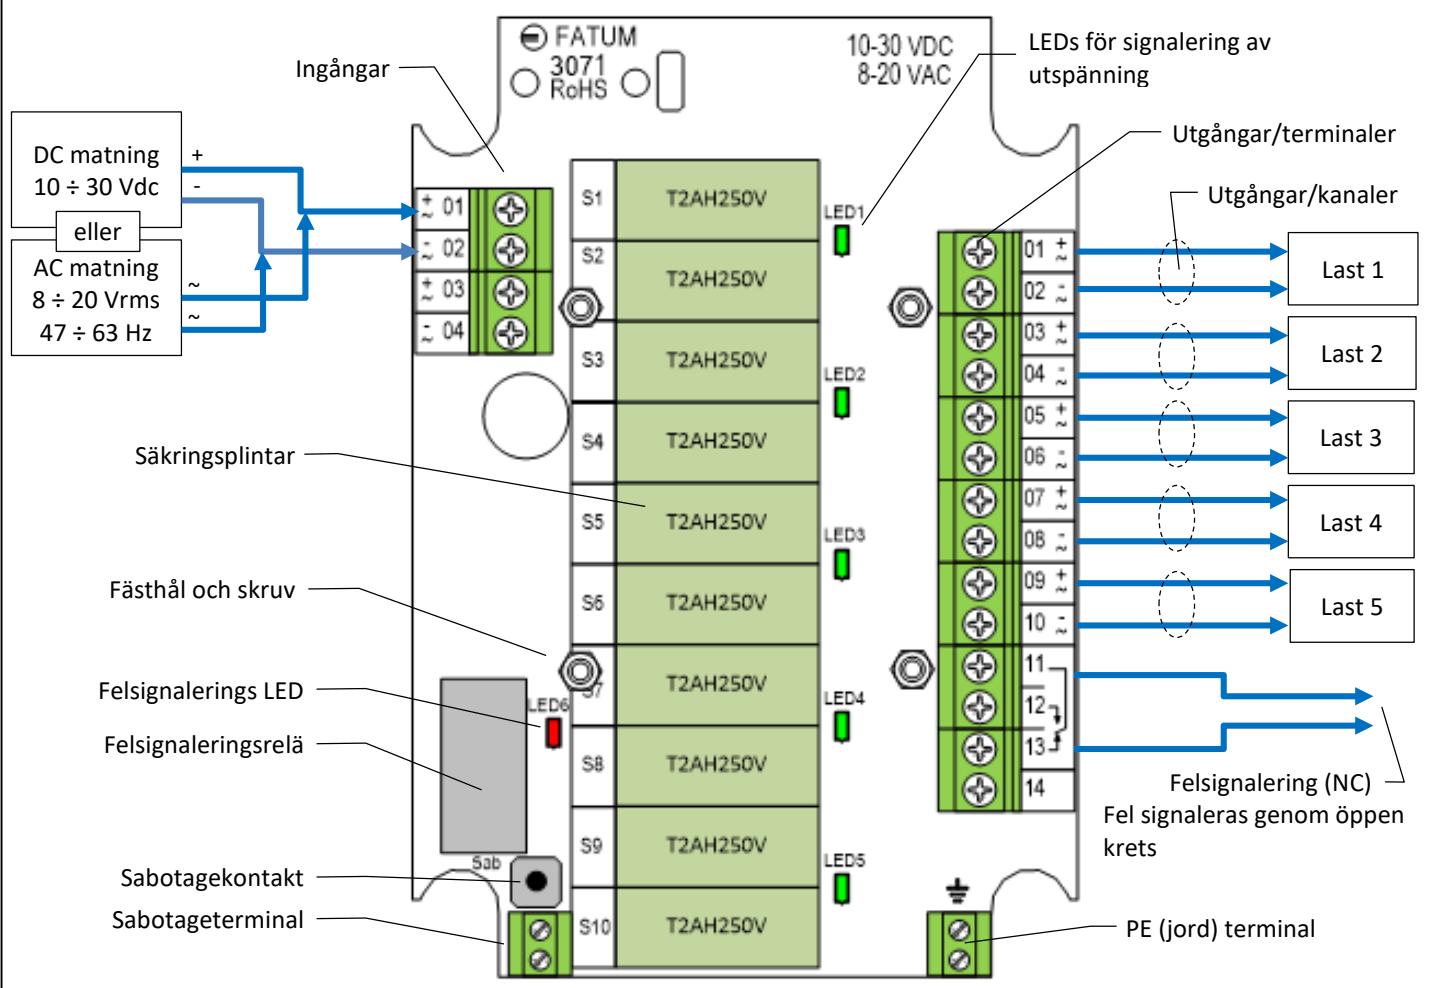 FATUM
3071
RoHS
10-30 VDC
8-20 VAC
LEDs för signalering av
utspänning
Ingångar
Utgångar/terminaler
Utgångar/kanaler
DC matning
10 ÷ 30 Vdc
+
-
eller
AC matning
8 ÷ 20 Vrms
47 ÷ 63 Hz
~
~
+
~ 01
-
~ 02
+
~ 03
-
~ 04
S1 T2AH250V
S2 T2AH250V
S3 T2AH250V
S4 T2AH250V
S5 T2AH250V
S6 T2AH250V
S7 T2AH250V
S8 T2AH250V
S9 T2AH250V
S10 T2AH250V
LED1
LED2
LED3
LED4
LED5
LED6
01 +
~
02 -
~
03 +
~
04 -
~
05 +
~
06 -
~
07 +
~
08 -
~
09 +
~
10 -
~
11
12
13
14
Last 1
Last 2
Last 3
Last 4
Last 5
Säkringsplintar
Fästhål och skruv
Felsignalerings LED
Felsignaleringsrelä
Sab
Sabotagekontakt
Sabotageterminal
Felsignalering (NC)
Fel signaleras genom öppen
krets
PE (jord) terminal